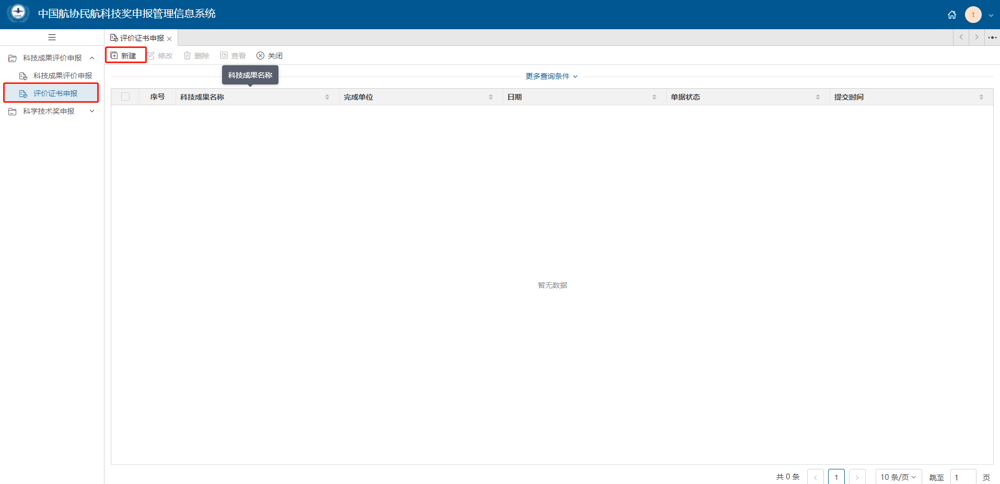 中国航协民航科技奖申报管理信息系统
t
评价证书申报
科技成果评价申报
科技成果评价申报
评价证书申报
科学技术奖申报
新建 修改 删除 查看 关闭
科技成果名称
更多查询条件
序号 科技成果名称 完成单位 日期 单据状态 提交时间
暂无数据
共 0 条 1 10 条/页 跳至 1 页